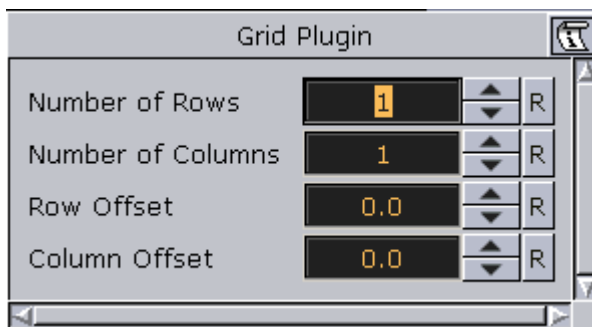 Grid Plugin
Number of Rows 1 R
Number of Columns 1 R
Row Offset 0.0 R
Column Offset 0.0 R